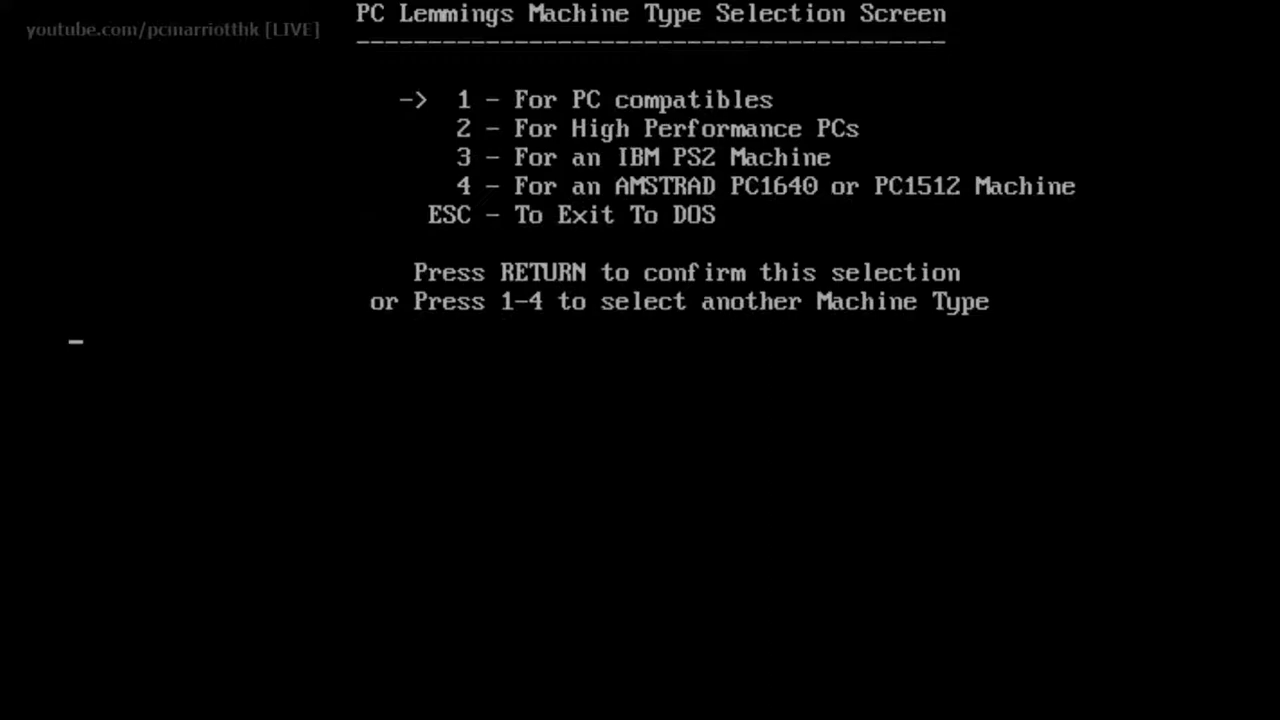 PC Lemmings Machine Type Selection Screen
youtube.com/pcmarriotthk [LIVE]
-----------------------------------------
-> 1 - For PC compatibles
2 - For High Performance PCs
3 - For an IBM PS2 Machine
4 - For an AMSTRAD PC1640 or PC1512 Machine
ESC - To Exit To DOS
Press RETURN to confirm this selection
or Press 1-4 to select another Machine Type
_